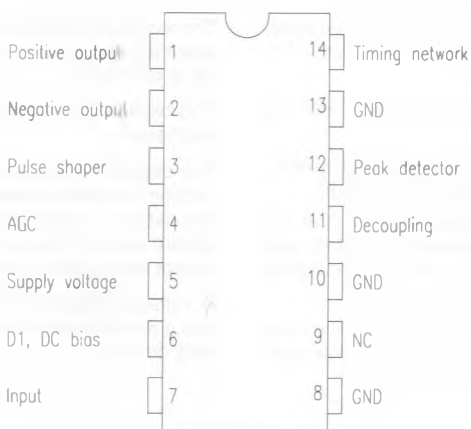 Positive output 1 14 Timing network
Negative output 2 13 GND
Pulse shaper 3 12 Peak detector
AGC 4 11 Decoupling
Supply voltage 5 10 GND
D1, DC bias 6 9 NC
Input 7 8 GND